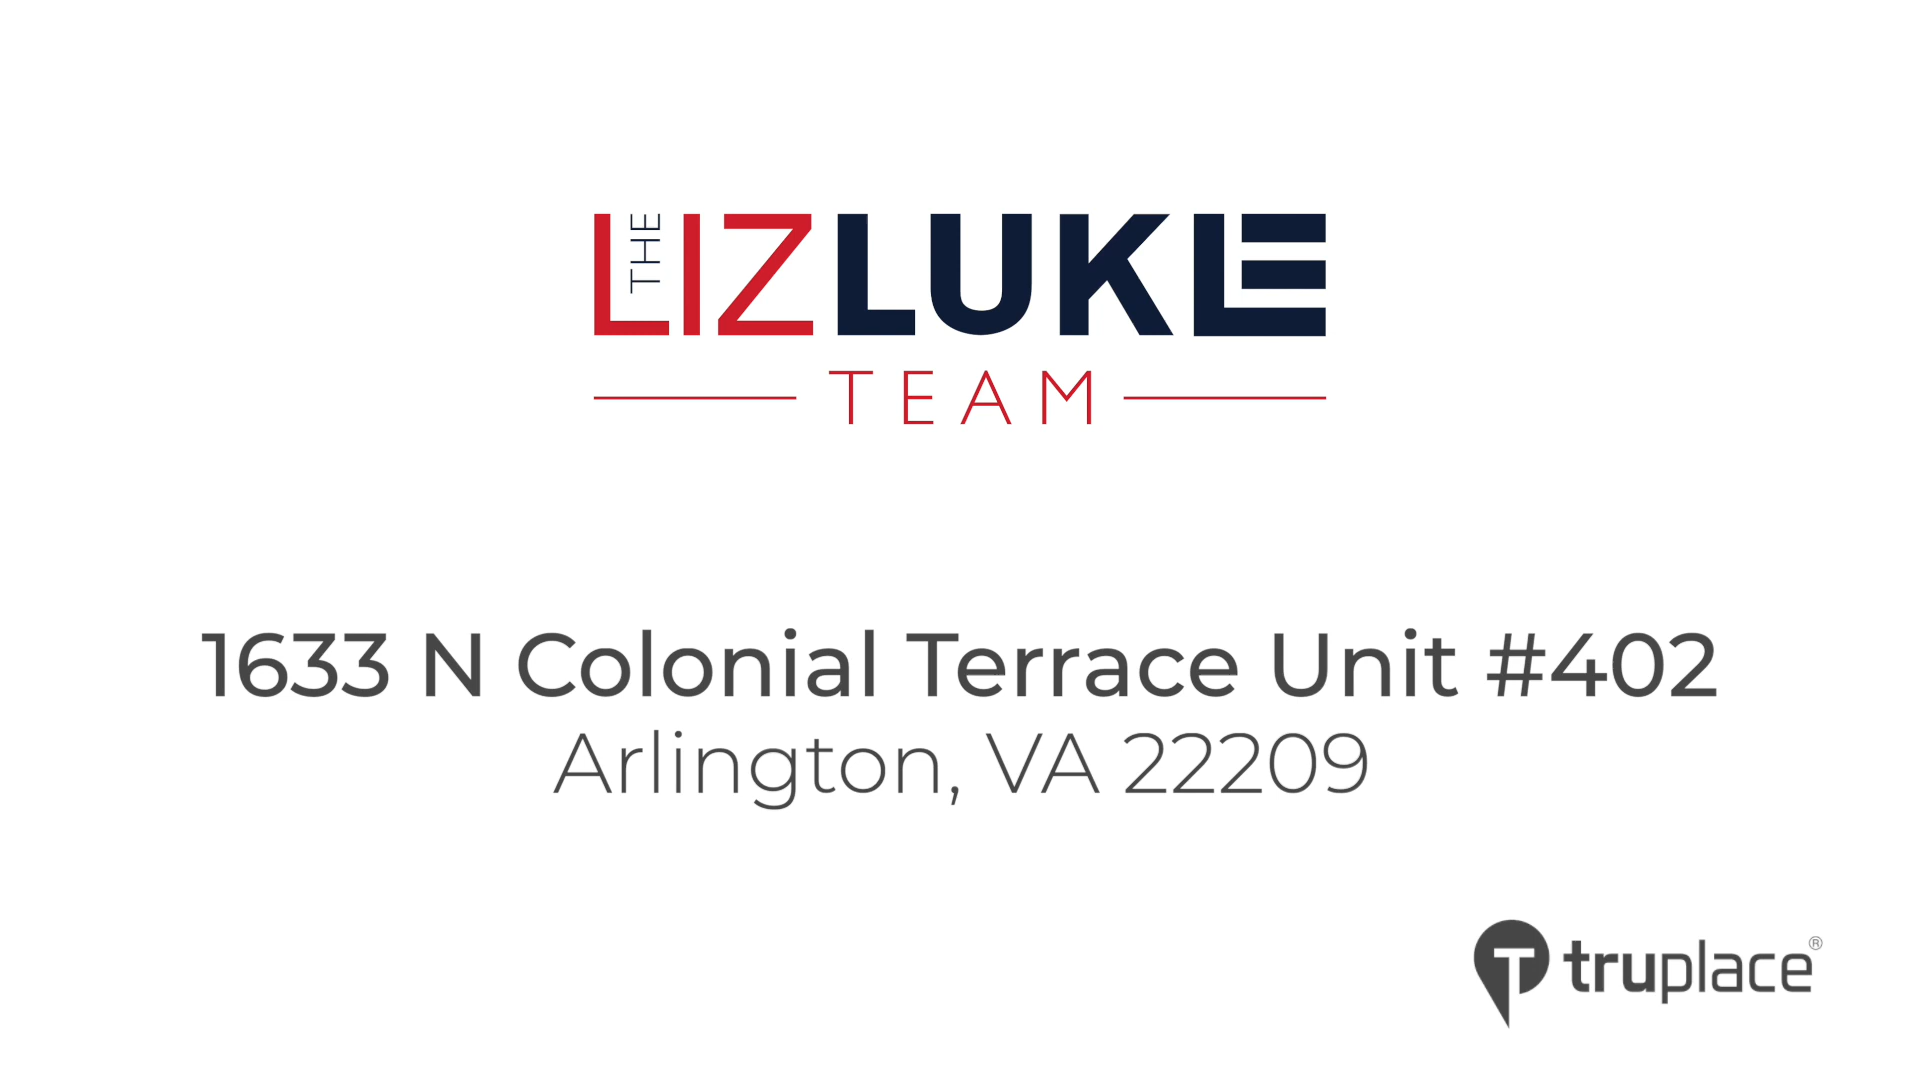 THE LIZ LUKE
TEAM
1633 N Colonial Terrace Unit #402
Arlington, VA 22209
truplace®